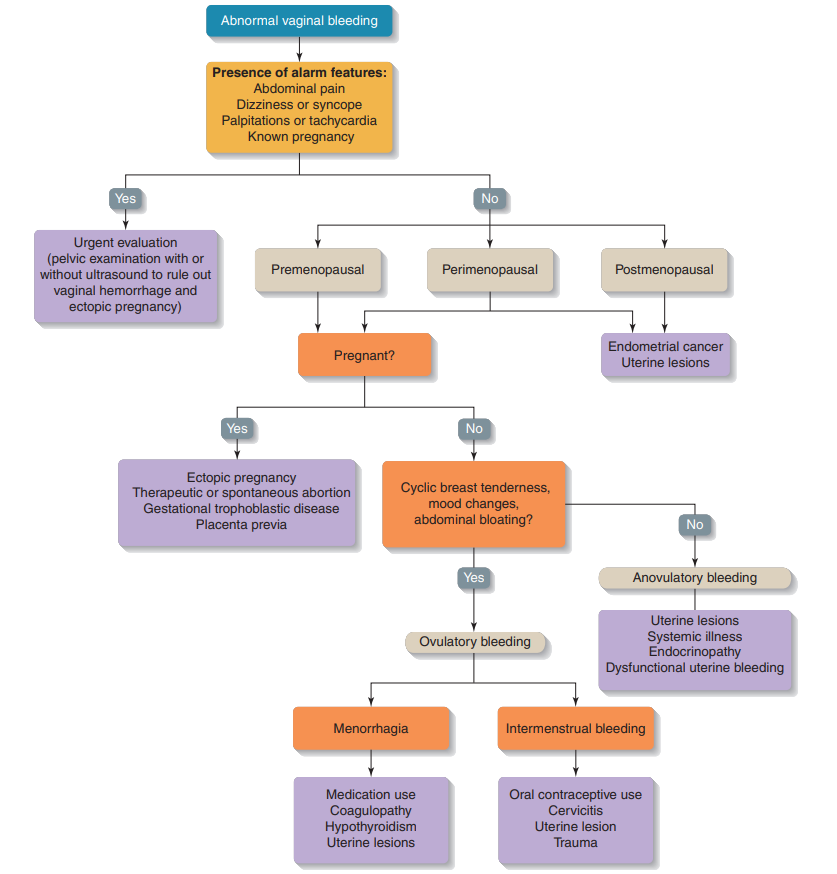 Abnormal vaginal bleeding
Presence of alarm features:
Abdominal pain
Dizziness or syncope
Palpitations or tachycardia
Known pregnancy
Yes
No
Urgent evaluation
(pelvic examination with or
without ultrasound to rule out
vaginal hemorrhage and
ectopic pregnancy)
Premenopausal
Perimenopausal
Postmenopausal
Pregnant?
Endometrial cancer
Uterine lesions
Yes
No
Ectopic pregnancy
Therapeutic or spontaneous abortion
Gestational trophoblastic disease
Placenta previa
Cyclic breast tenderness,
mood changes,
abdominal bloating?
No
Yes
Anovulatory bleeding
Uterine lesions
Systemic illness
Endocrinopathy
Dysfunctional uterine bleeding
Ovulatory bleeding
Menorrhagia
Intermenstrual bleeding
Medication use
Coagulopathy
Hypothyroidism
Uterine lesions
Oral contraceptive use
Cervicitis
Uterine lesion
Trauma